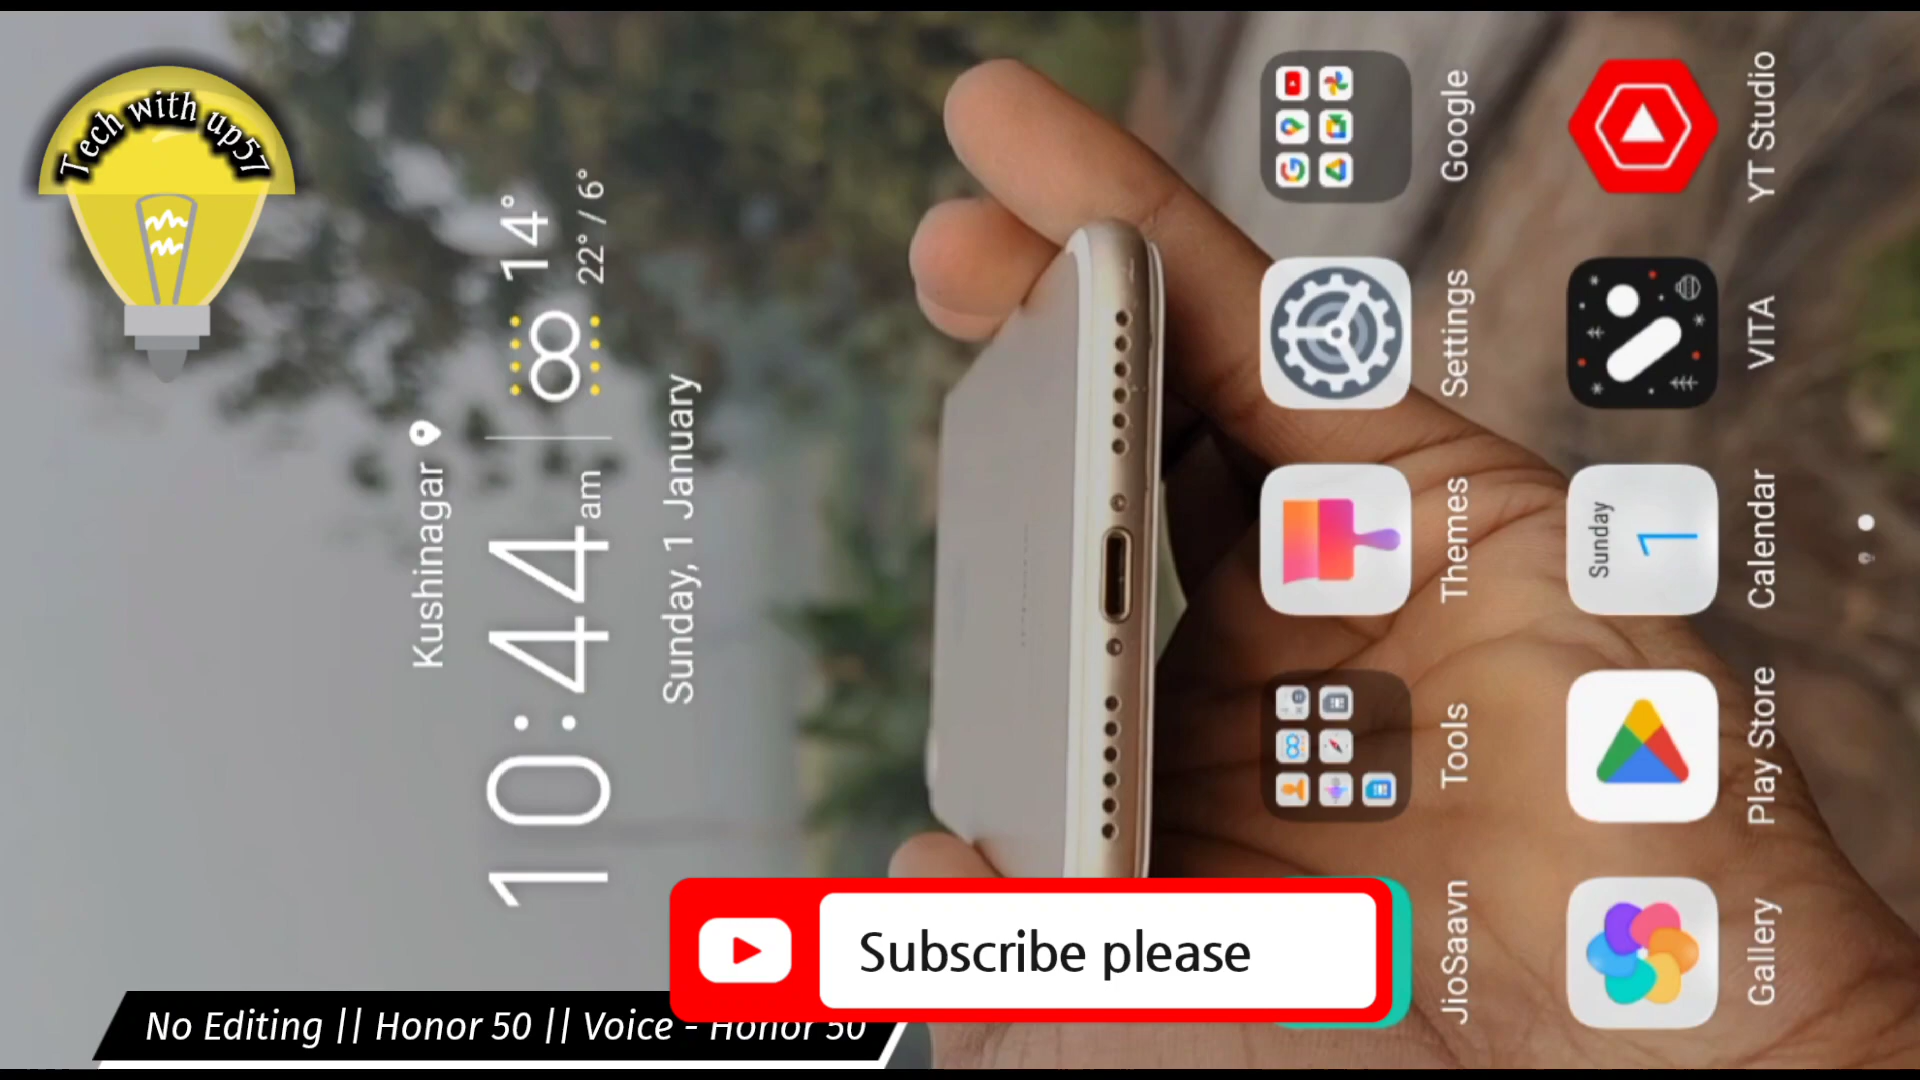 Tech with up57
Kushinagar
10:44 am
14°
22° / 6°
Sunday, 1 January
Google
Settings
Themes
Tools
JioSaavn
YT Studio
VITA
Sunday
1
Calendar
Play Store
Gallery
Subscribe please
No Editing || Honor 50 || Voice - Honor 50